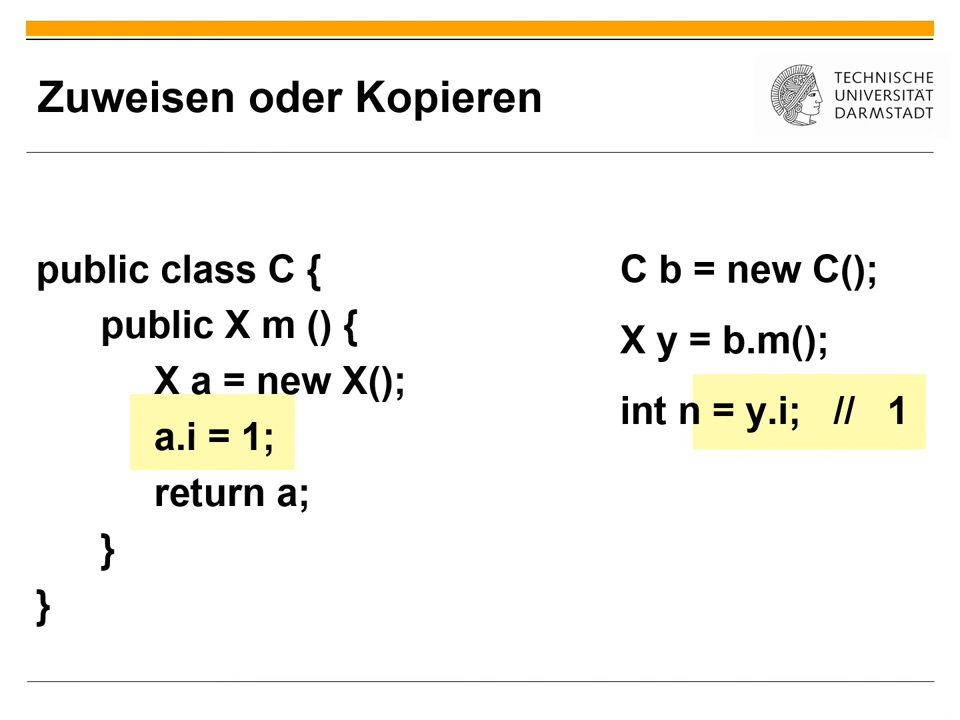 Zuweisen oder Kopieren
TECHNISCHE
UNIVERSITÄT
DARMSTADT
public class C {
public X m () {
X a = new X();
a.i = 1;
return a;
}
}
C b = new C();
X y = b.m();
int n = y.i; // 1